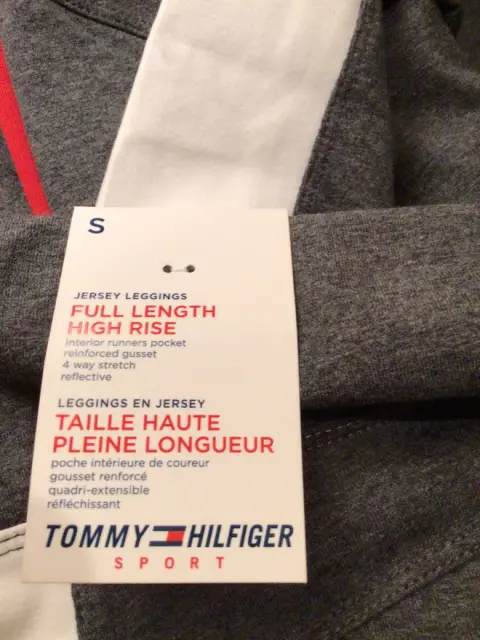 S
JERSEY LEGGINGS
FULL LENGTH
HIGH RISE
interior runners pocket
reinforced gusset
4 way stretch
reflective
LEGGINGS EN JERSEY
TAILLE HAUTE
PLEINE LONGUEUR
poche intérieure de coureur
gousset renforcé
quadri-extensible
réfléchissant
TOMMY HILFIGER
SPORT